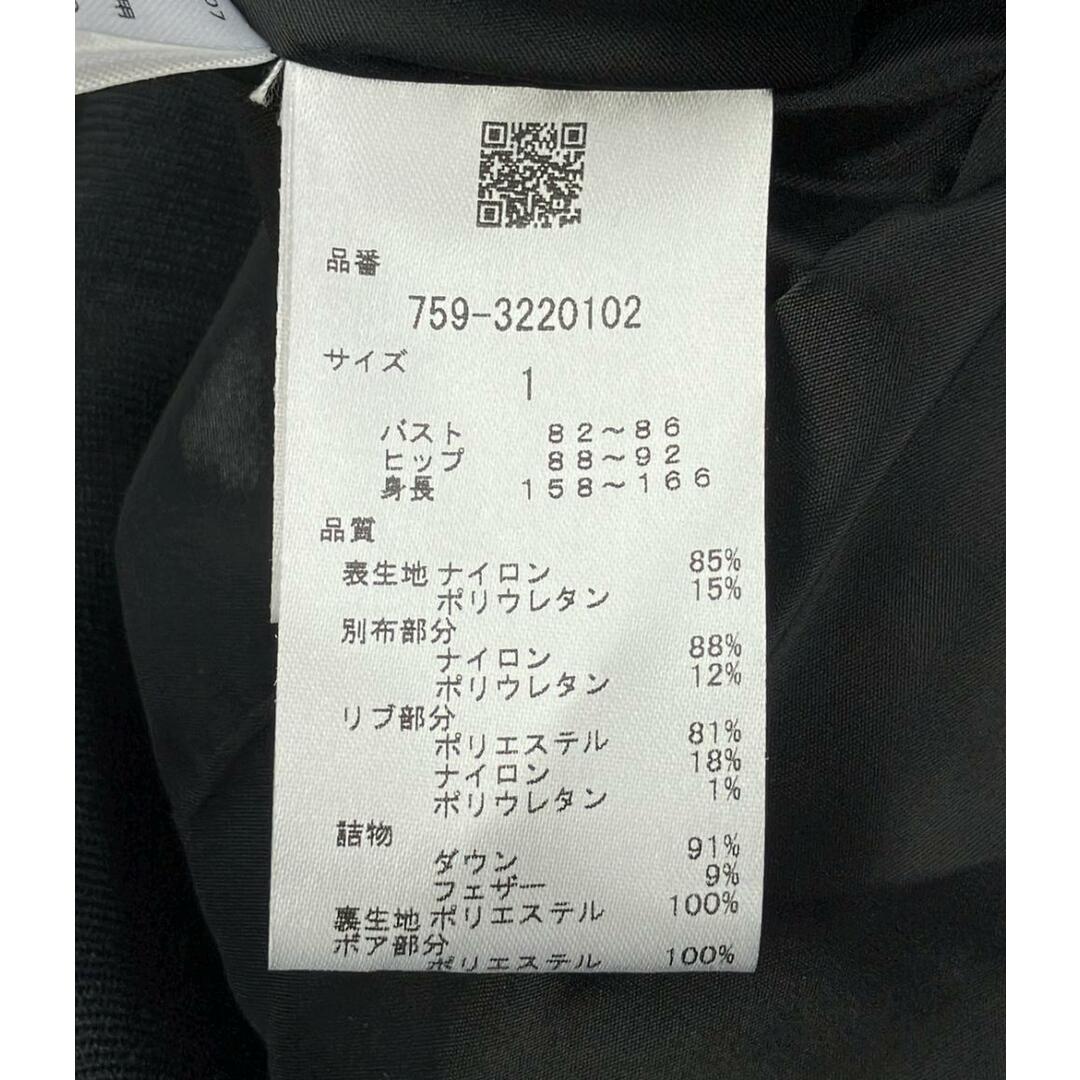 品番
759-3220102
サイズ
1
バスト 82～86
ヒップ 88～92
身長 158～166
品質
表生地 ナイロン 85%
ポリウレタン 15%
別布部分
ナイロン 88%
ポリウレタン 12%
リブ部分
ポリエステル 81%
ナイロン 18%
ポリウレタン 1%
詰物
ダウン 91%
フェザー 9%
裏生地 ポリエステル 100%
ボア部分
ポリエステル 100%